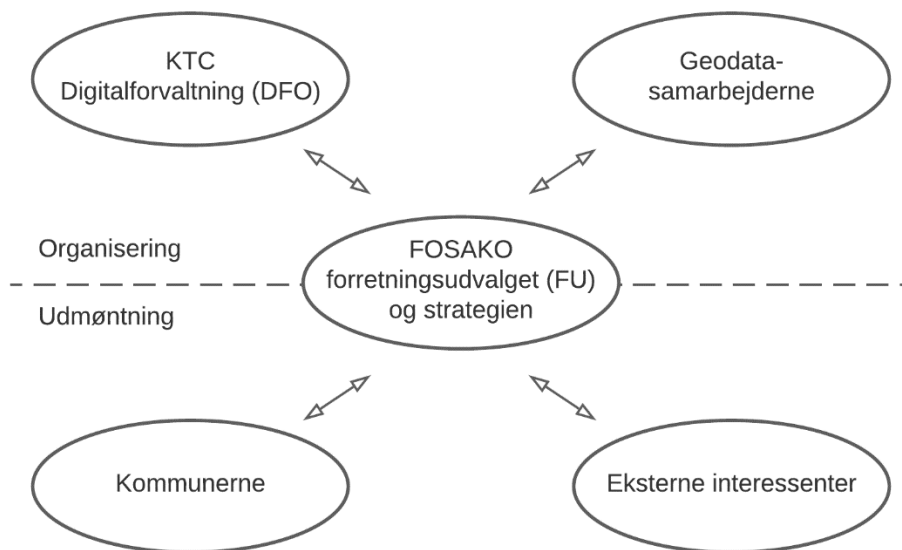 KTC
Digitalforvaltning (DFO)
Geodata-
samarbejderne
Organisering
FOSAKO
forretningsudvalget (FU)
og strategien
Udmøntning
Kommunerne
Eksterne interessenter